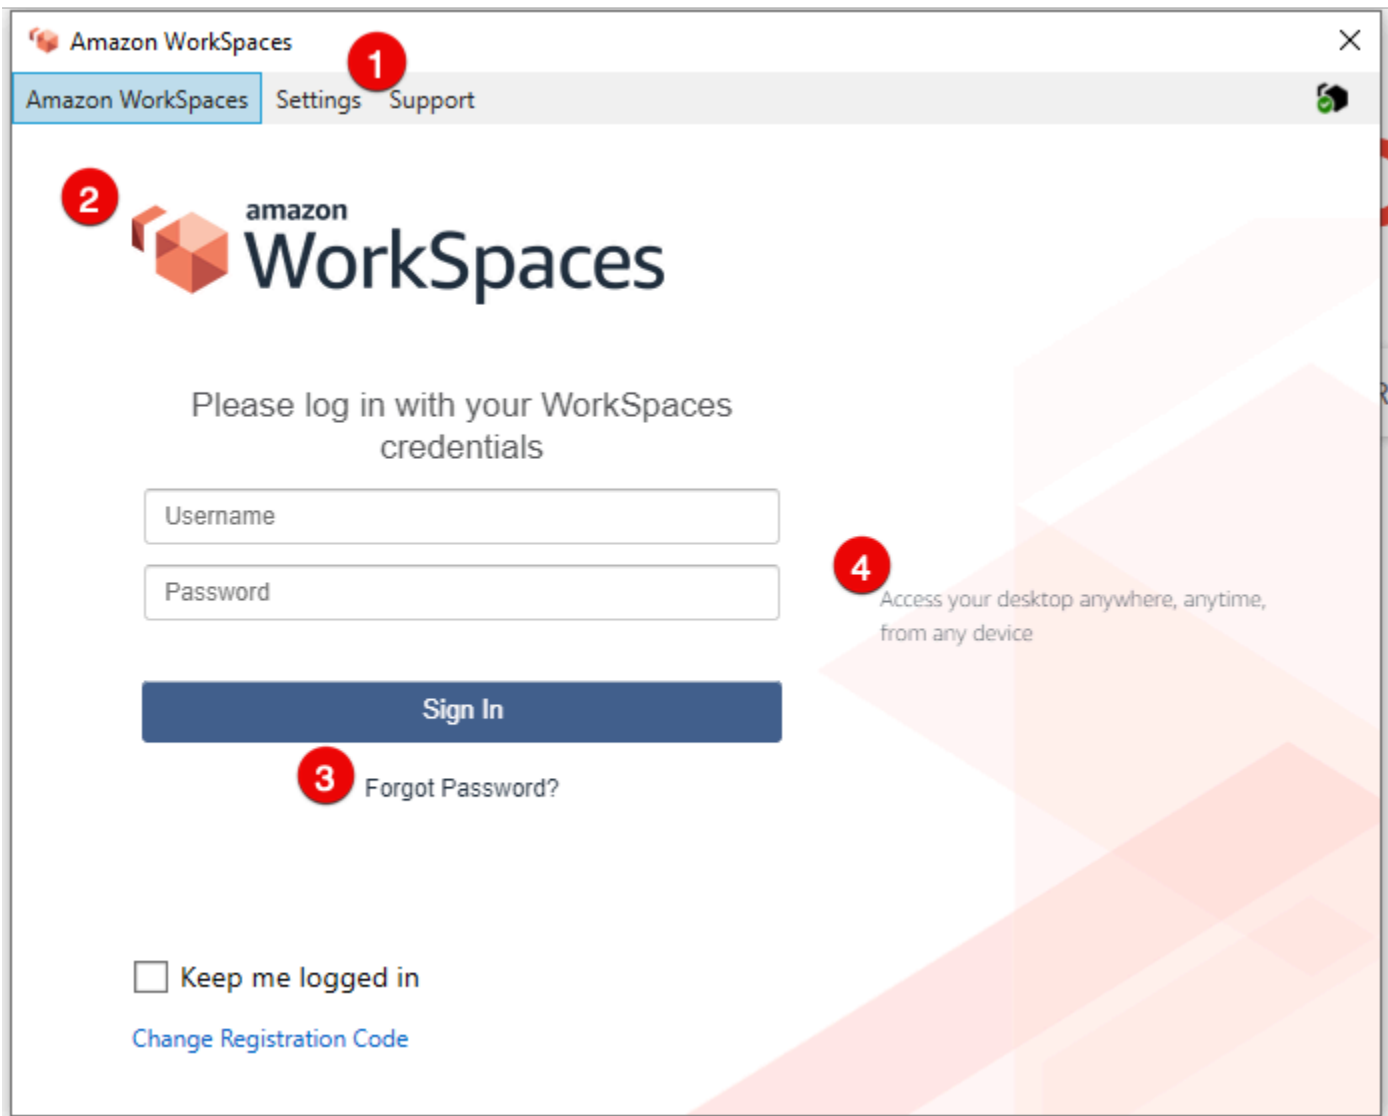 Amazon WorkSpaces
1
Amazon WorkSpaces Settings Support
2
amazon
WorkSpaces
Please log in with your WorkSpaces
credentials
Username
Password
4
Access your desktop anywhere, anytime,
from any device
Sign In
3
Forgot Password?
Keep me logged in
Change Registration Code